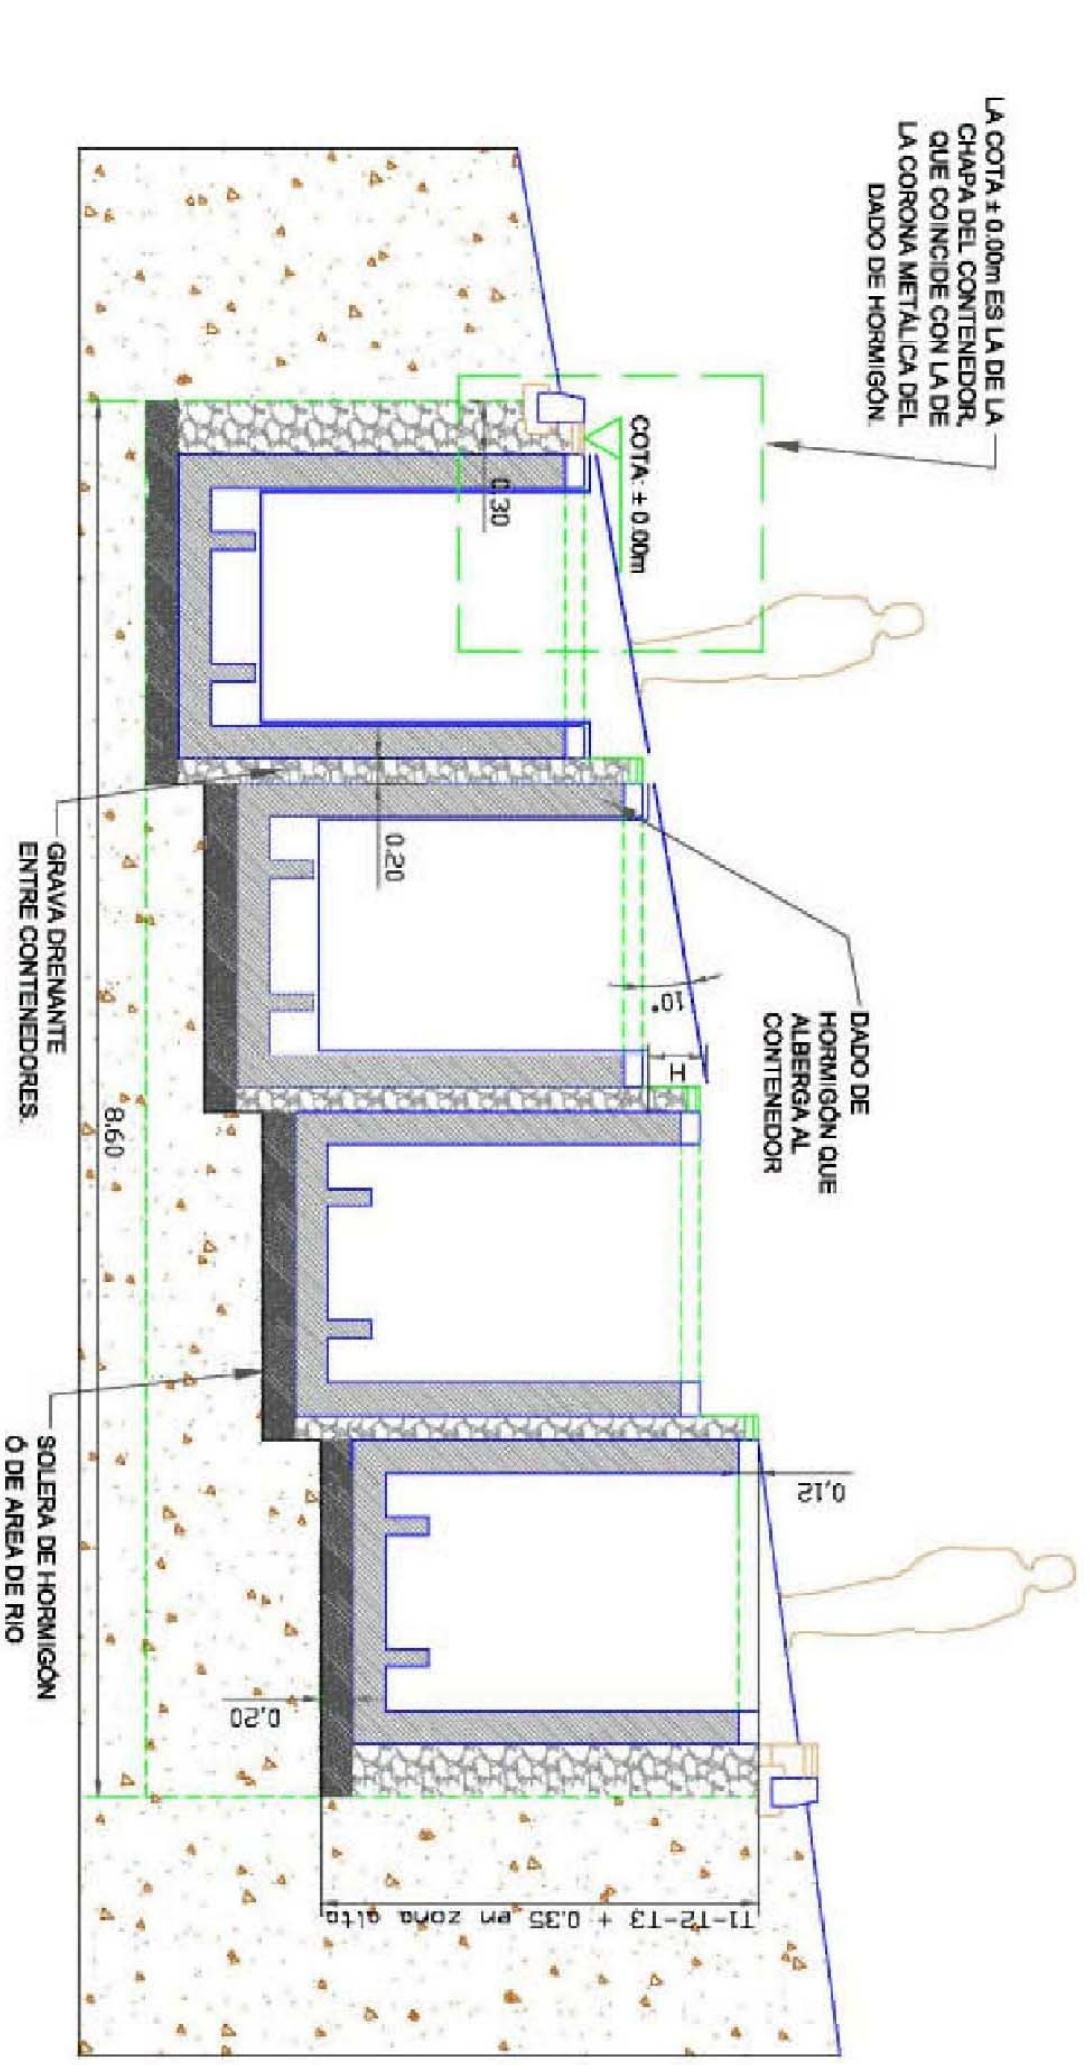 LA COTA ± 0.00m ES LA DE LA
CHAPA DEL CONTENEDOR,
QUE COINCIDE CON LA DE
LA CORONA METÁLICA DEL
DADO DE HORMIGÓN.
COTA: ± 0.00m
0.30
0.20
10°
H
DADO DE
HORMIGÓN QUE
ALBERGA AL
CONTENEDOR
0,12
GRAVA DRENANTE
ENTRE CONTENEDORES.
8.60
SOLERA DE HORMIGÓN
Ó DE AREA DE RIO
0,20
T1-T2-T3 + 0.35 en zona alta